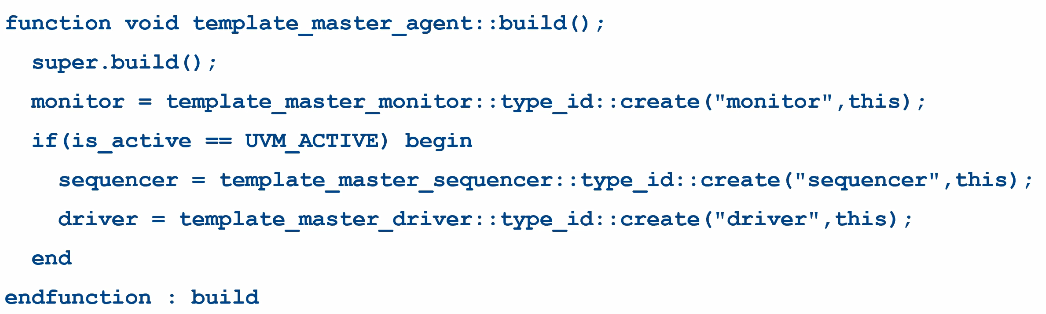 function void template_master_agent::build();
super.build();
monitor = template_master_monitor::type_id::create("monitor",this);
if(is_active == UVM_ACTIVE) begin
sequencer = template_master_sequencer::type_id::create("sequencer",this);
driver = template_master_driver::type_id::create("driver",this);
end
endfunction : build